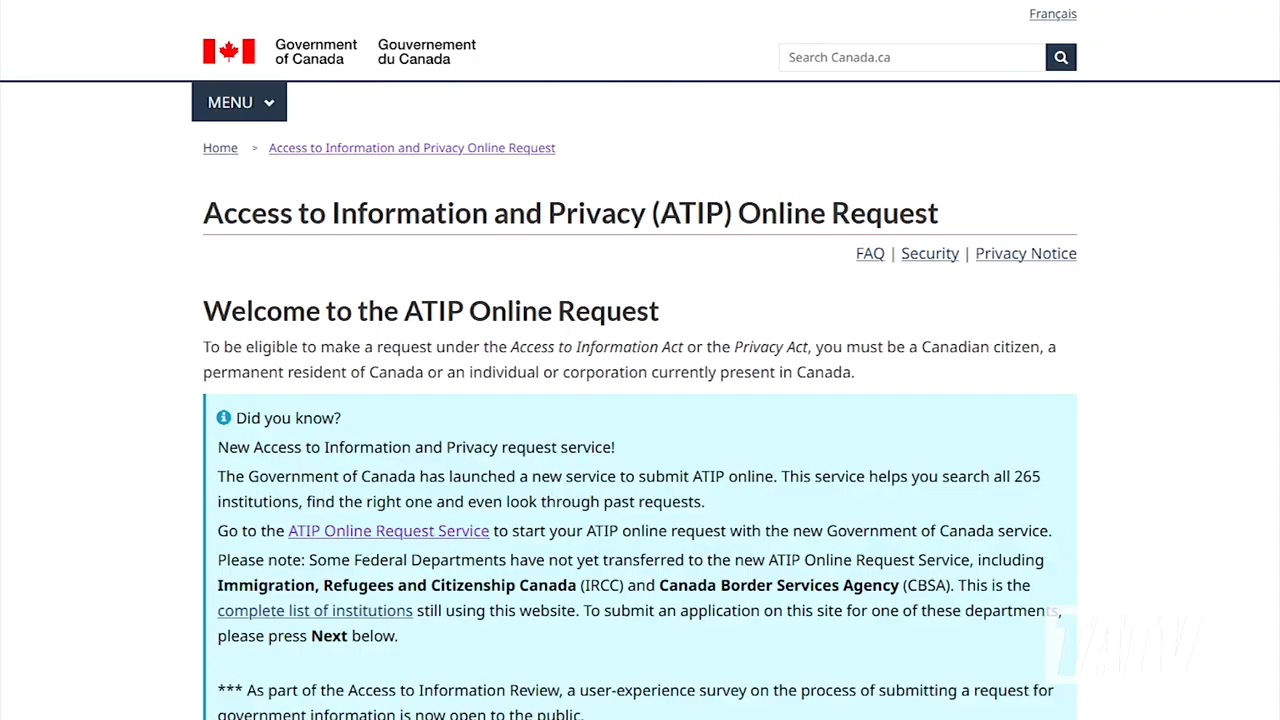 Français
Government of Canada
Gouvernement du Canada
Search Canada.ca
MENU
Home > Access to Information and Privacy Online Request
Access to Information and Privacy (ATIP) Online Request
FAQ | Security | Privacy Notice
Welcome to the ATIP Online Request
To be eligible to make a request under the Access to Information Act or the Privacy Act, you must be a Canadian citizen, a
permanent resident of Canada or an individual or corporation currently present in Canada.
Did you know?
New Access to Information and Privacy request service!
The Government of Canada has launched a new service to submit ATIP online. This service helps you search all 265
institutions, find the right one and even look through past requests.
Go to the ATIP Online Request Service to start your ATIP online request with the new Government of Canada service.
Please note: Some Federal Departments have not yet transferred to the new ATIP Online Request Service, including
Immigration, Refugees and Citizenship Canada (IRCC) and Canada Border Services Agency (CBSA). This is the
complete list of institutions still using this website. To submit an application on this site for one of these departments,
please press Next below.
*** As part of the Access to Information Review, a user-experience survey on the process of submitting a request for
government information is now open to the public.